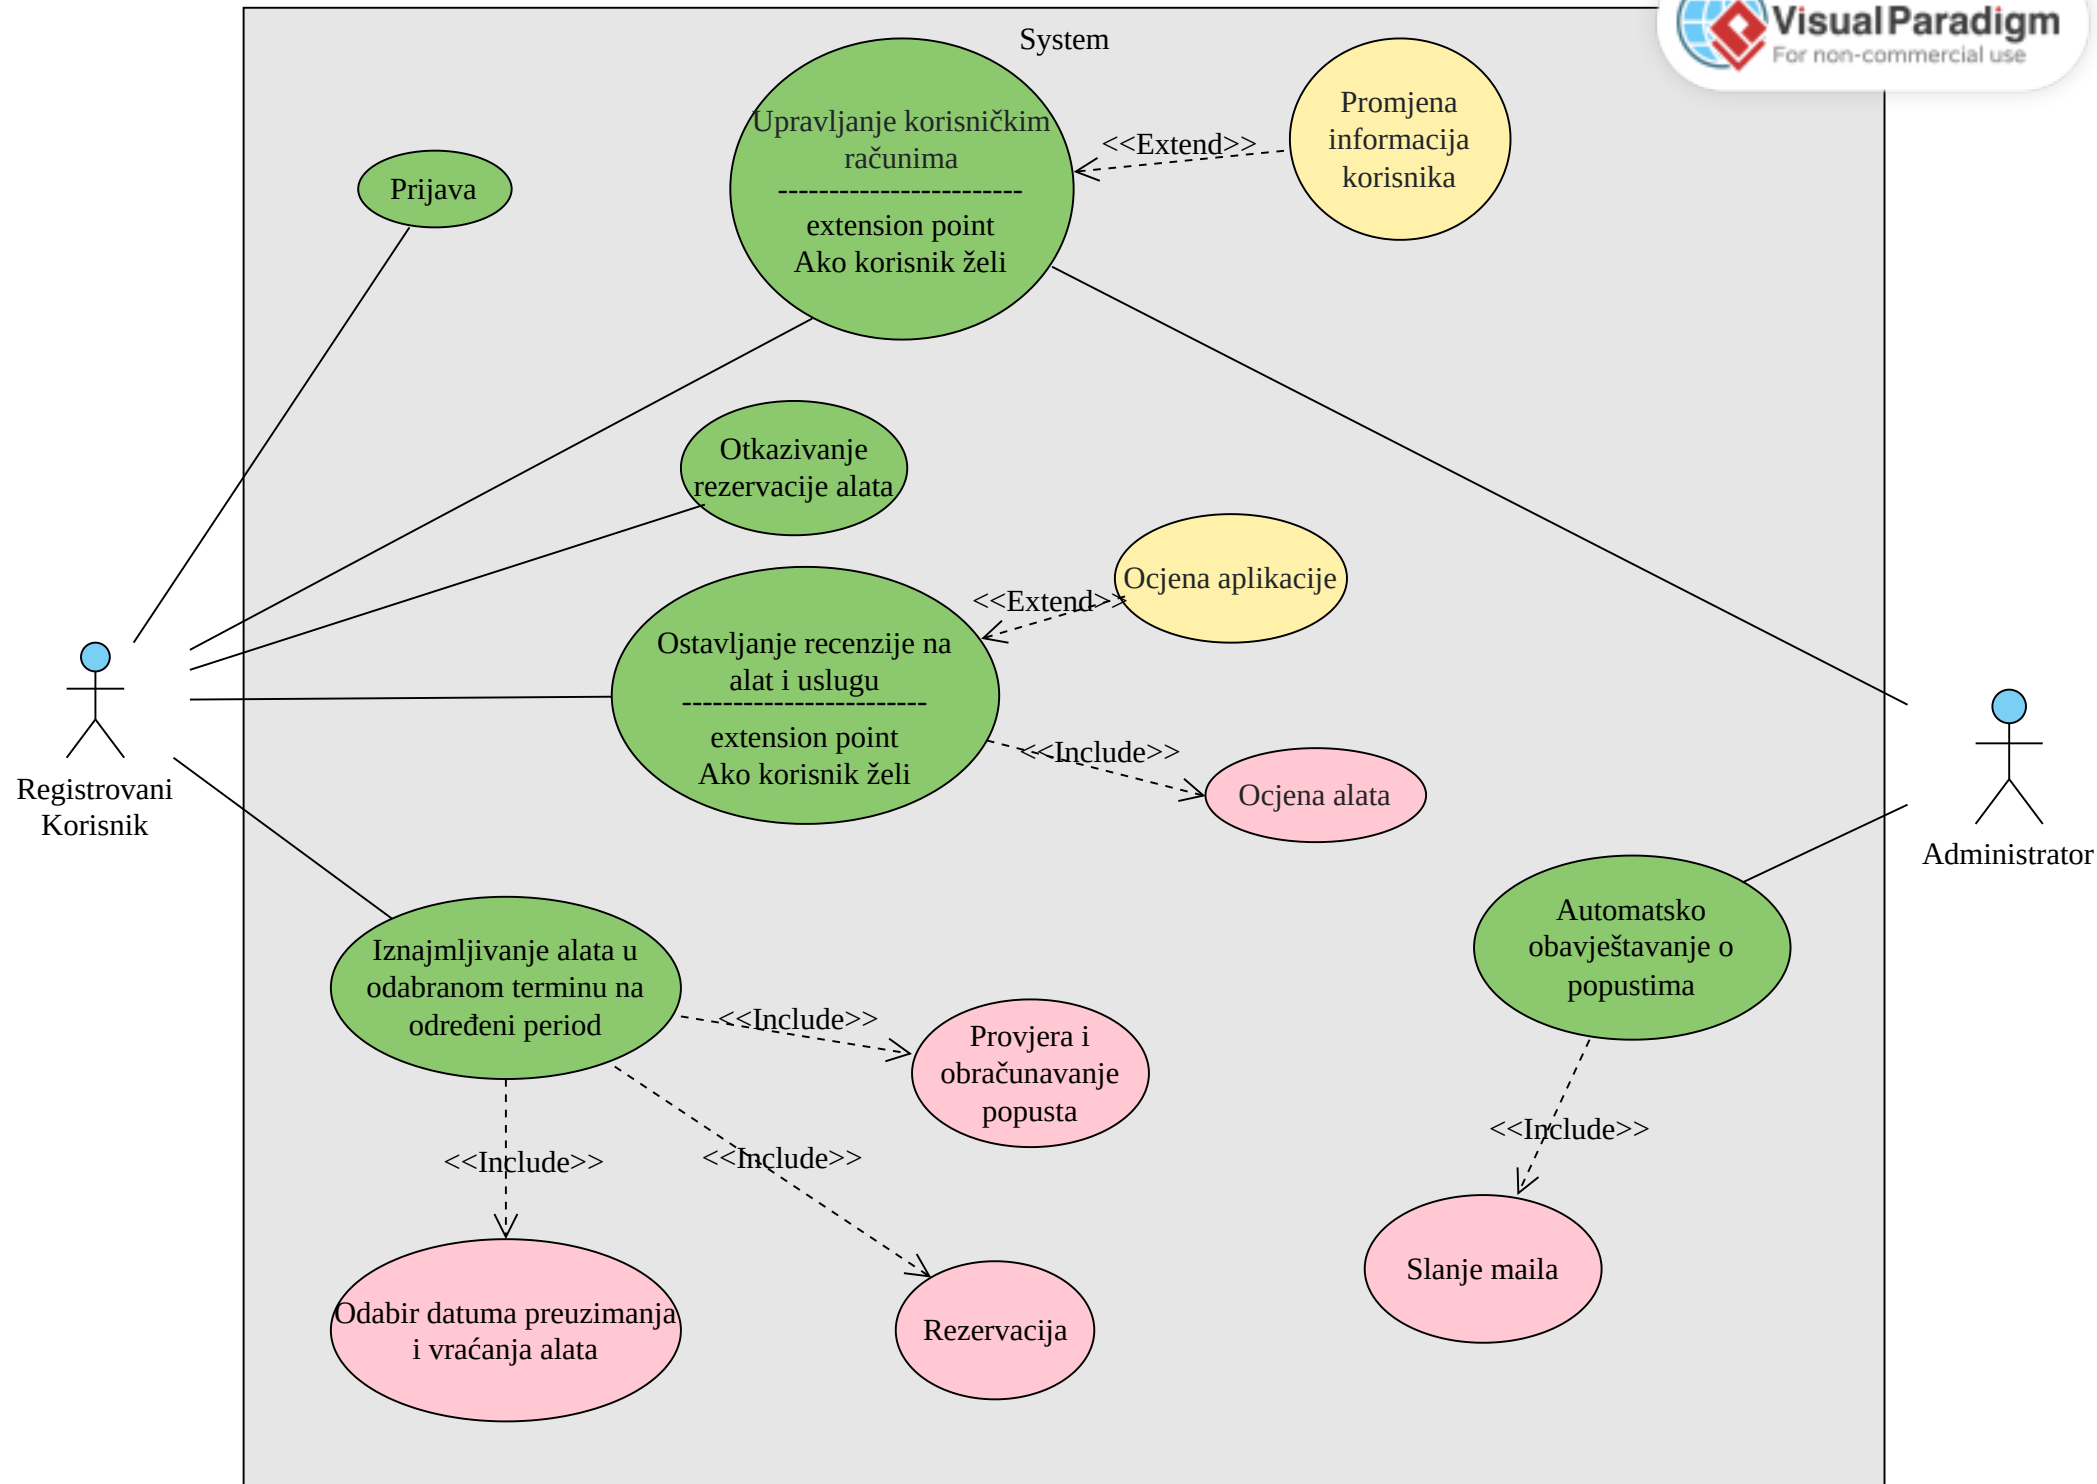 System
VisualParadigm
For non-commercial use
Prijava
Upravljanje korisničkim
računima
------------------------
extension point
Ako korisnik želi
<<Extend>>
Promjena
informacija
korisnika
Otkazivanje
rezervacije alata
Ostavljanje recenzije na
alat i uslugu
------------------------
extension point
Ako korisnik želi
<<Extend>>
Ocjena aplikacije
<<Include>>
Ocjena alata
Registrovani
Korisnik
Administrator
Iznajmljivanje alata u
odabranom terminu na
određeni period
<<Include>>
Provjera i
obračunavanje
popusta
Automatsko
obavještavanje o
popustima
<<Include>>
<<Include>>
<<Include>>
Odabir datuma preuzimanja
i vraćanja alata
Rezervacija
Slanje maila